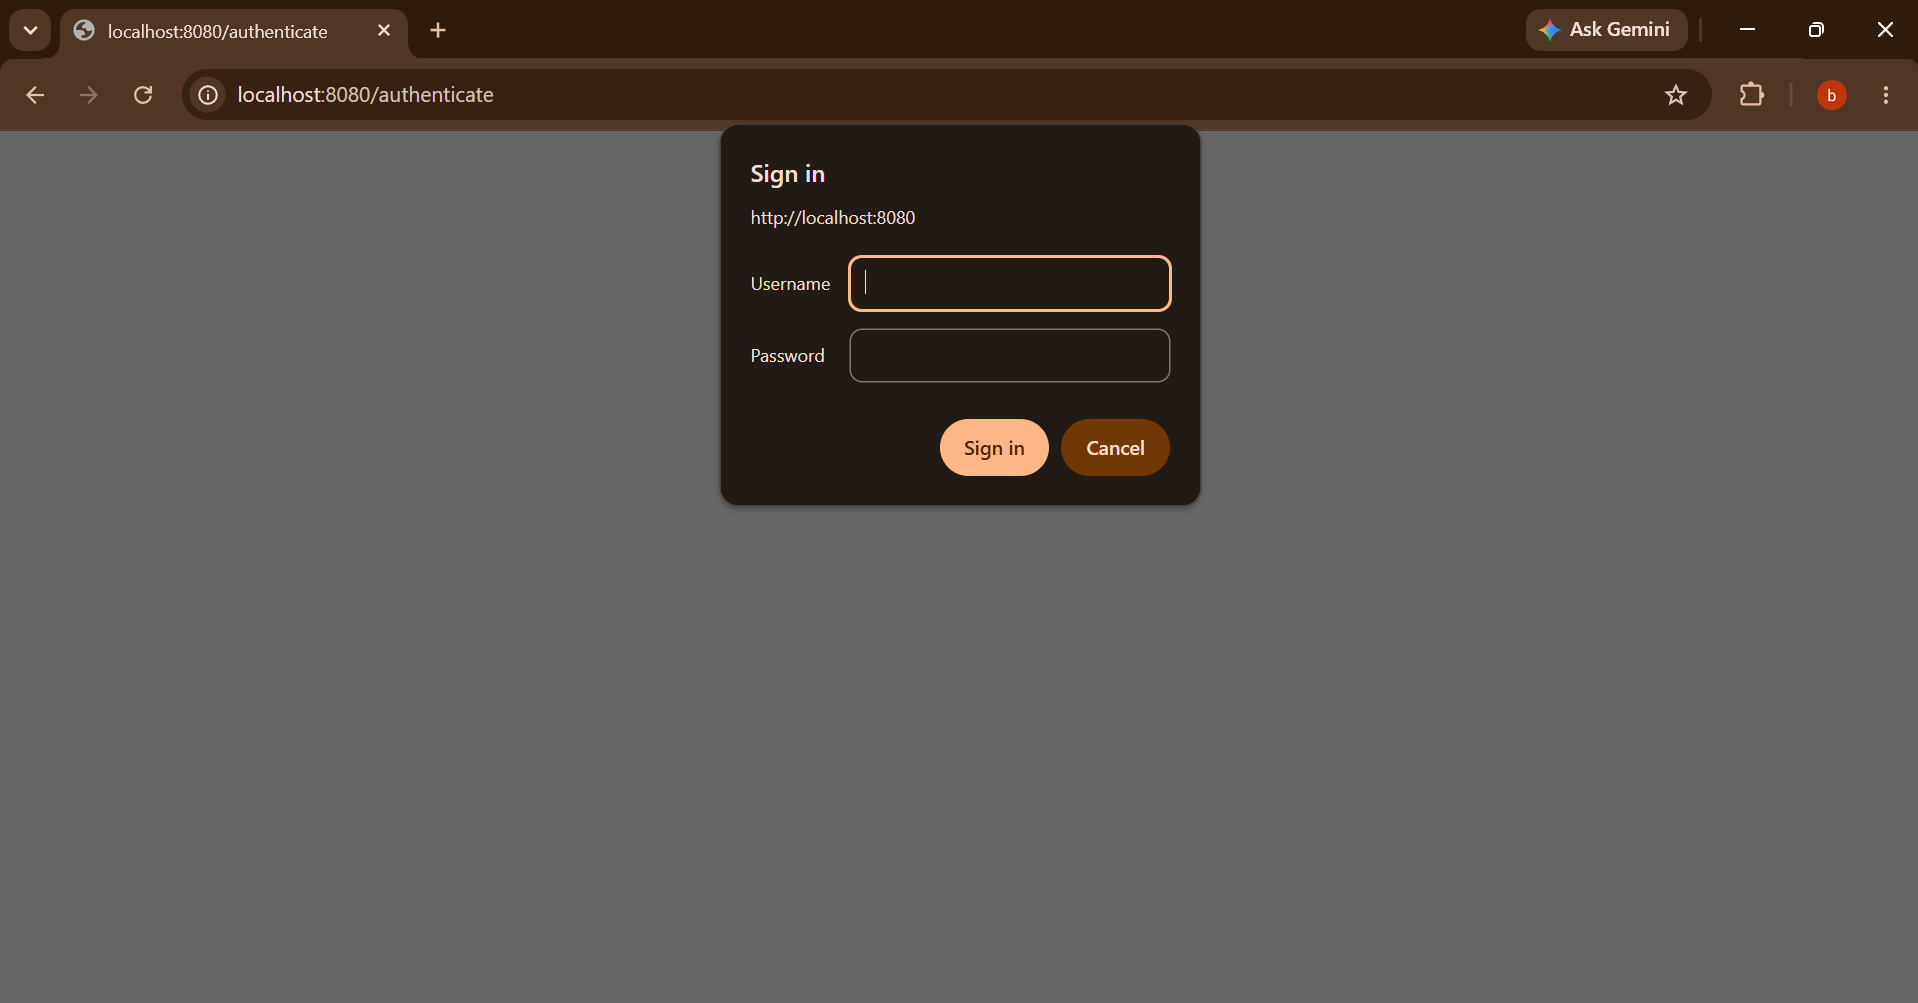 localhost:8080/authenticate
Ask Gemini
localhost:8080/authenticate
b
Sign in
http://localhost:8080
Username
Password
Sign in
Cancel